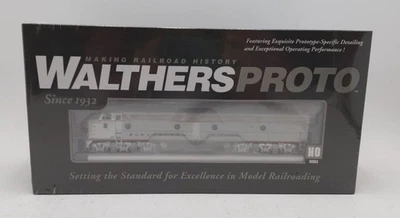 Featuring Exquisite Prototype-Specific Detailing
and Exceptional Operating Performance!
MAKING RAILROAD HISTORY
WALTHERSPROTO
Since 1932
HO
Setting the Standard for Excellence in Model Railroading